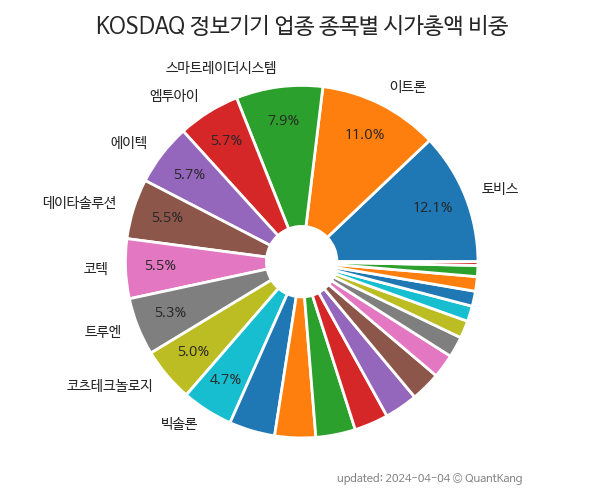 KOSDAQ 정보기기 업종 종목별 시가총액 비중
스마트레이더시스템
이트론
엠투아이
7.9%
11.0%
5.7%
에이텍
5.7%
토비스
12.1%
데이타솔루션
5.5%
코텍
5.5%
트루엔
5.3%
5.0%
코츠테크놀로지
4.7%
빅솔론
updated: 2024-04-04 © QuantKang